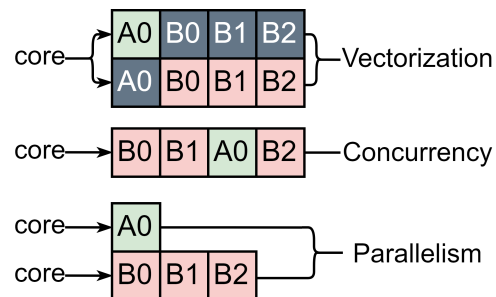 A0 B0 B1 B2
core Vectorization
A0 B0 B1 B2
core B0 B1 A0 B2 Concurrency
core A0
Parallelism
core B0 B1 B2